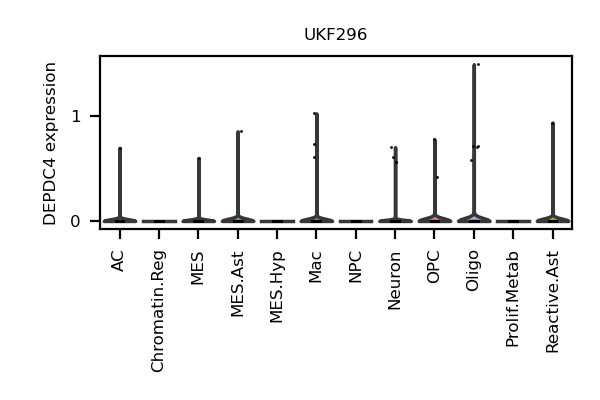 UKF296
DEPDC4 expression
1
0
AC
Chromatin.Reg
MES
MES.Ast
MES.Hyp
Mac
NPC
Neuron
OPC
Oligo
Prolif.Metab
Reactive.Ast